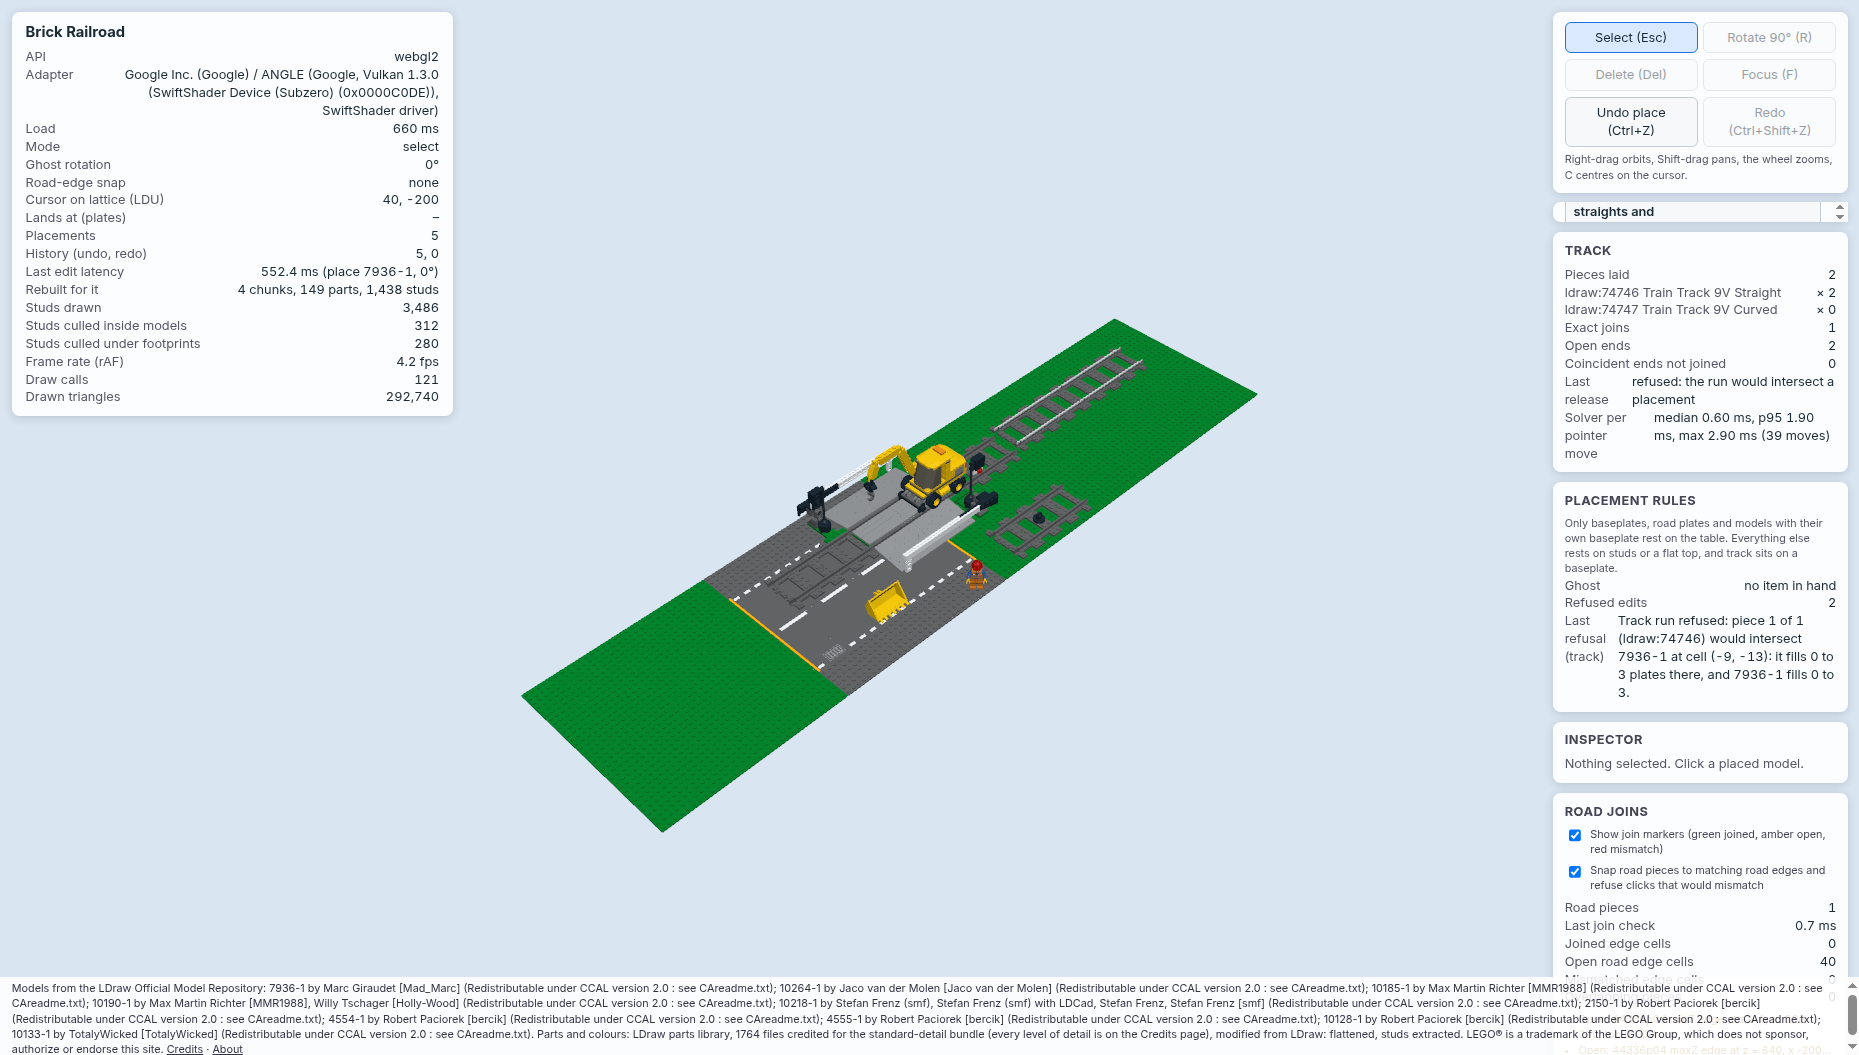 Brick Railroad
API webgl2
Adapter Google Inc. (Google) / ANGLE (Google, Vulkan 1.3.0
(SwiftShader Device (Subzero) (0x0000C0DE)),
SwiftShader driver)
Load 660 ms
Mode select
Ghost rotation 0°
Road-edge snap none
Cursor on lattice (LDU) 40, -200
Lands at (plates) –
Placements 5
History (undo, redo) 5, 0
Last edit latency 552.4 ms (place 7936-1, 0°)
Rebuilt for it 4 chunks, 149 parts, 1,438 studs
Studs drawn 3,486
Studs culled inside models 312
Studs culled under footprints 280
Frame rate (rAF) 4.2 fps
Draw calls 121
Drawn triangles 292,740
Select (Esc) Rotate 90° (R)
Delete (Del) Focus (F)
Undo place Redo
(Ctrl+Z) (Ctrl+Shift+Z)
Right-drag orbits, Shift-drag pans, the wheel zooms,
C centres on the cursor.
straights and
TRACK
Pieces laid 2
ldraw:74746 Train Track 9V Straight × 2
ldraw:74747 Train Track 9V Curved × 0
Exact joins 1
Open ends 2
Coincident ends not joined 0
Last refused: the run would intersect a
release placement
Solver per median 0.60 ms, p95 1.90
pointer ms, max 2.90 ms (39 moves)
move
PLACEMENT RULES
Only baseplates, road plates and models with their
own baseplate rest on the table. Everything else
rests on studs or a flat top, and track sits on a
baseplate.
Ghost no item in hand
Refused edits 2
Last Track run refused: piece 1 of 1
refusal (ldraw:74746) would intersect
(track) 7936-1 at cell (-9, -13): it fills 0 to
3 plates there, and 7936-1 fills 0 to
3.
INSPECTOR
Nothing selected. Click a placed model.
ROAD JOINS
Show join markers (green joined, amber open,
red mismatch)
Snap road pieces to matching road edges and
refuse clicks that would mismatch
Road pieces 1
Last join check 0.7 ms
Joined edge cells 0
Open road edge cells 40
Mismatched edge cells 0
0
Models from the LDraw Official Model Repository: 7936-1 by Marc Giraudet [Mad_Marc] (Redistributable under CCAL version 2.0 : see CAreadme.txt); 10264-1 by Jaco van der Molen [Jaco van der Molen] (Redistributable under CCAL version 2.0 : see CAreadme.txt); 10185-1 by Max Martin Richter [MMR1988] (Redistributable under CCAL version 2.0 : see
CAreadme.txt); 10190-1 by Max Martin Richter [MMR1988], Willy Tschager [Holly-Wood] (Redistributable under CCAL version 2.0 : see CAreadme.txt); 10218-1 by Stefan Frenz (smf), Stefan Frenz (smf) with LDCad, Stefan Frenz, Stefan Frenz [smf] (Redistributable under CCAL version 2.0 : see CAreadme.txt); 2150-1 by Robert Paciorek [bercik]
(Redistributable under CCAL version 2.0 : see CAreadme.txt); 4554-1 by Robert Paciorek [bercik] (Redistributable under CCAL version 2.0 : see CAreadme.txt); 4555-1 by Robert Paciorek [bercik] (Redistributable under CCAL version 2.0 : see CAreadme.txt); 10128-1 by Robert Paciorek [bercik] (Redistributable under CCAL version 2.0 : see CAreadme.txt);
10133-1 by TotalyWicked [TotalyWicked] (Redistributable under CCAL version 2.0 : see CAreadme.txt). Parts and colours: LDraw parts library, 1764 files credited for the standard-detail bundle (every level of detail is on the Credits page), modified from LDraw: flattened, studs extracted. LEGO® is a trademark of the LEGO Group, which does not sponsor,
authorize or endorse this site. Credits · About
Open: 44336p04 maxZ edge at z = 640, x -200...